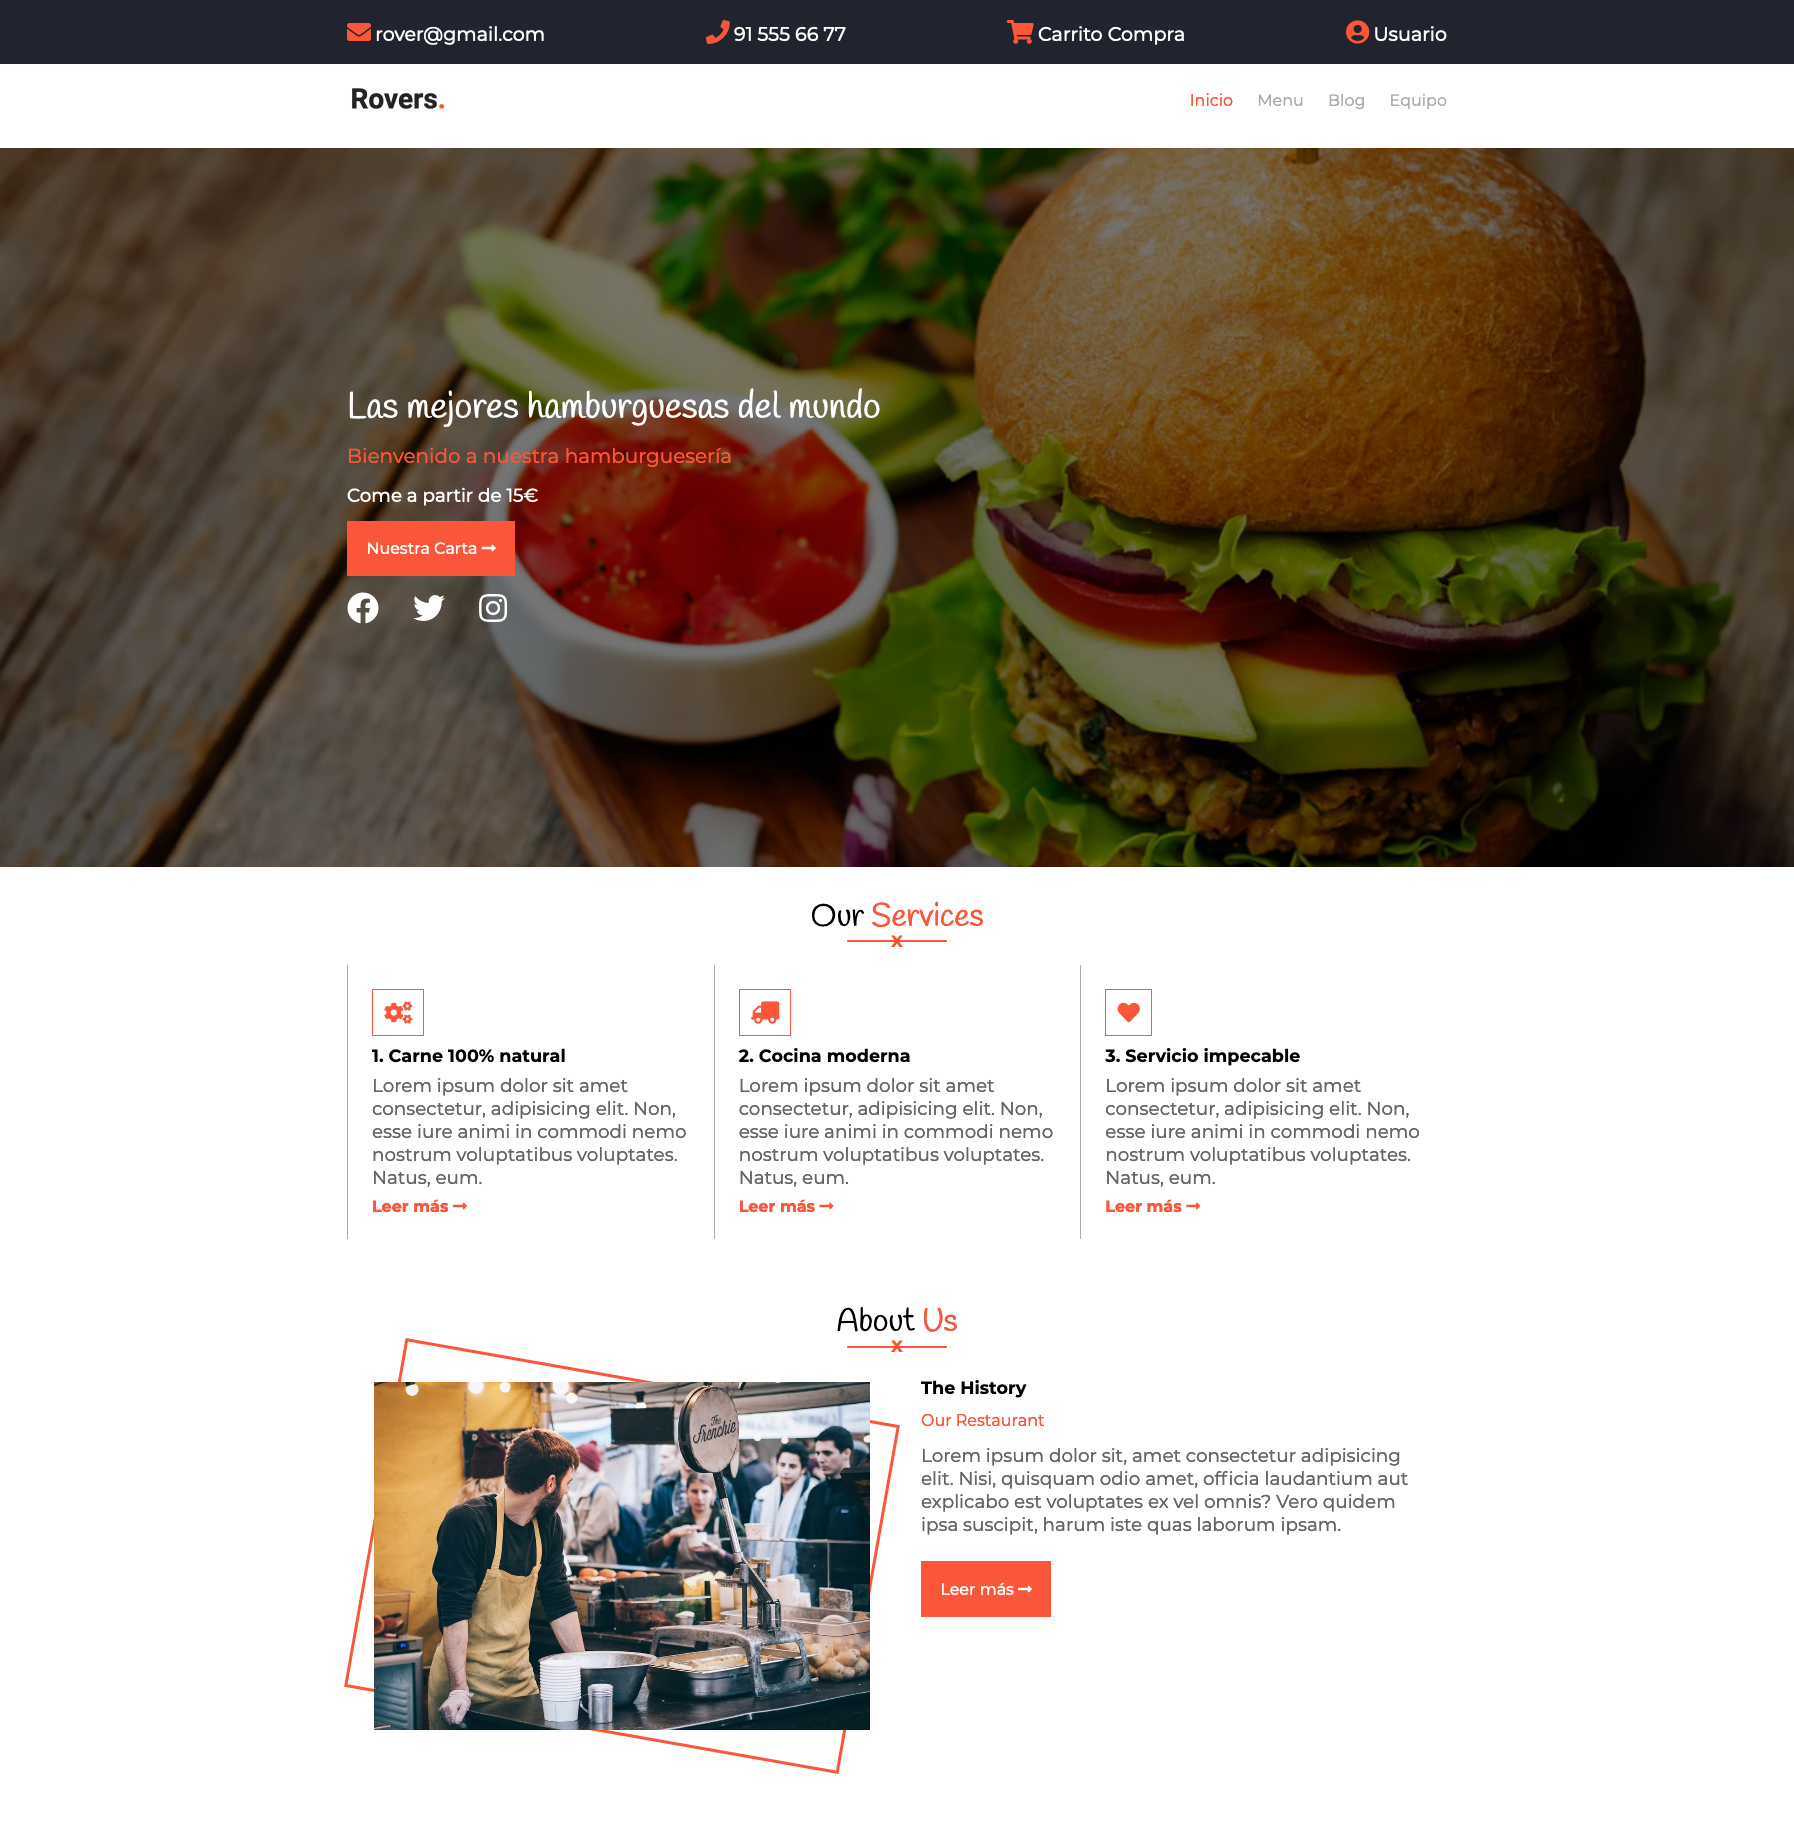 rover@gmail.com
91 555 66 77
Carrito Compra
Usuario
Rovers.
Inicio
Menu
Blog
Equipo
Las mejores hamburguesas del mundo
Bienvenido a nuestra hamburguesería
Come a partir de 15€
Nuestra Carta
Our Services
x
1. Carne 100% natural
Lorem ipsum dolor sit amet
consectetur, adipisicing elit. Non,
esse iure animi in commodi nemo
nostrum voluptatibus voluptates.
Natus, eum.
Leer más
2. Cocina moderna
Lorem ipsum dolor sit amet
consectetur, adipisicing elit. Non,
esse iure animi in commodi nemo
nostrum voluptatibus voluptates.
Natus, eum.
Leer más
3. Servicio impecable
Lorem ipsum dolor sit amet
consectetur, adipisicing elit. Non,
esse iure animi in commodi nemo
nostrum voluptatibus voluptates.
Natus, eum.
Leer más
About Us
x
The
Frenchie
The History
Our Restaurant
Lorem ipsum dolor sit, amet consectetur adipisicing
elit. Nisi, quisquam odio amet, officia laudantium aut
explicabo est voluptates ex vel omnis? Vero quidem
ipsa suscipit, harum iste quas laborum ipsam.
Leer más